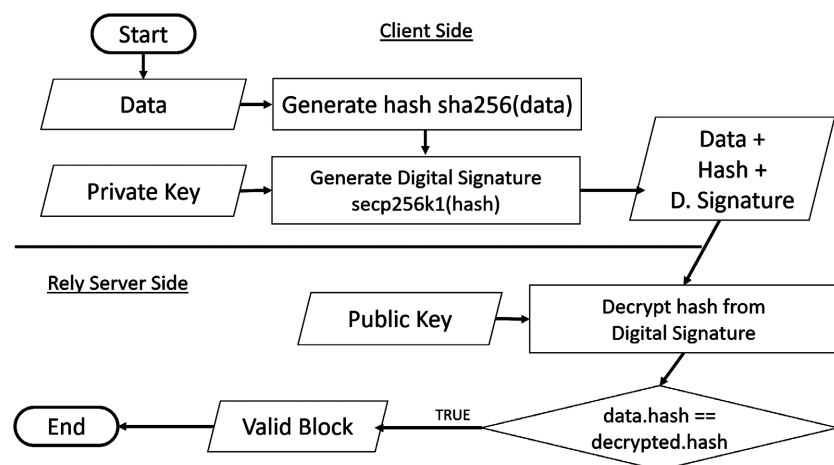 Start
Client Side
Data
Generate hash sha256(data)
Data +
Hash +
D. Signature
Private Key
Generate Digital Signature
secp256k1(hash)
Rely Server Side
Public Key
Decrypt hash from
Digital Signature
End
Valid Block
TRUE
data.hash ==
decrypted.hash